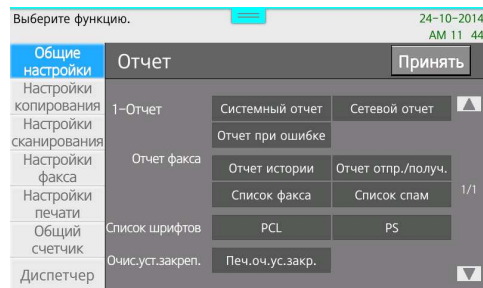 Выберите функцию.
24-10-2014
AM 11 44
Общие
настройки
Отчет
Принять
Настройки
копирования
Настройки
сканирования
Настройки
факса
Настройки
печати
Общий
счетчик
Диспетчер
1-Отчет
Системный отчет
Сетевой отчет
Отчет при ошибке
Отчет факса
Отчет истории
Отчет отпр./получ.
Список факса
Список спам
1/1
Список шрифтов
PCL
PS
Очис.уст.закреп.
Печ.оч.ус.закр.